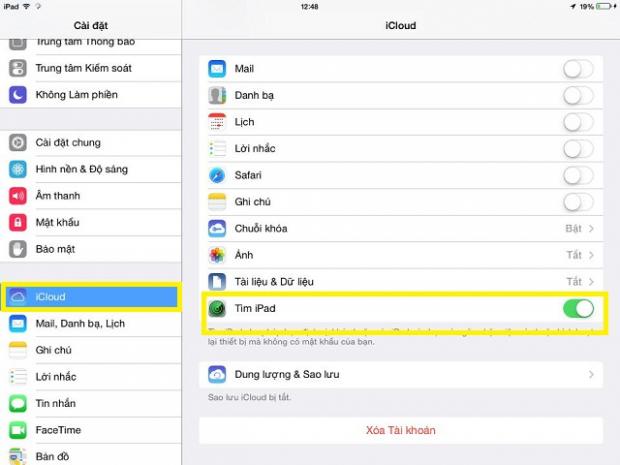 iPad
12:48
19%
Cài đặt
iCloud
Trung tâm Thông báo
Trung tâm Kiểm soát
Không Làm phiền
Cài đặt chung
Hình nền & Độ sáng
Âm thanh
Mật khẩu
Bảo mật
iCloud
Mail, Danh bạ, Lịch
Ghi chú
Lời nhắc
Tin nhắn
FaceTime
Bản đồ
Mail
Danh bạ
Lịch
Lời nhắc
Safari
Ghi chú
Chuỗi khóa
Bật
Ảnh
Tắt
Tài liệu & Dữ liệu
Tắt
Tìm iPad
lại thiết bị mà không có mật khẩu của bạn.
Dung lượng & Sao lưu
Sao lưu iCloud bị tắt.
Xóa Tài khoản